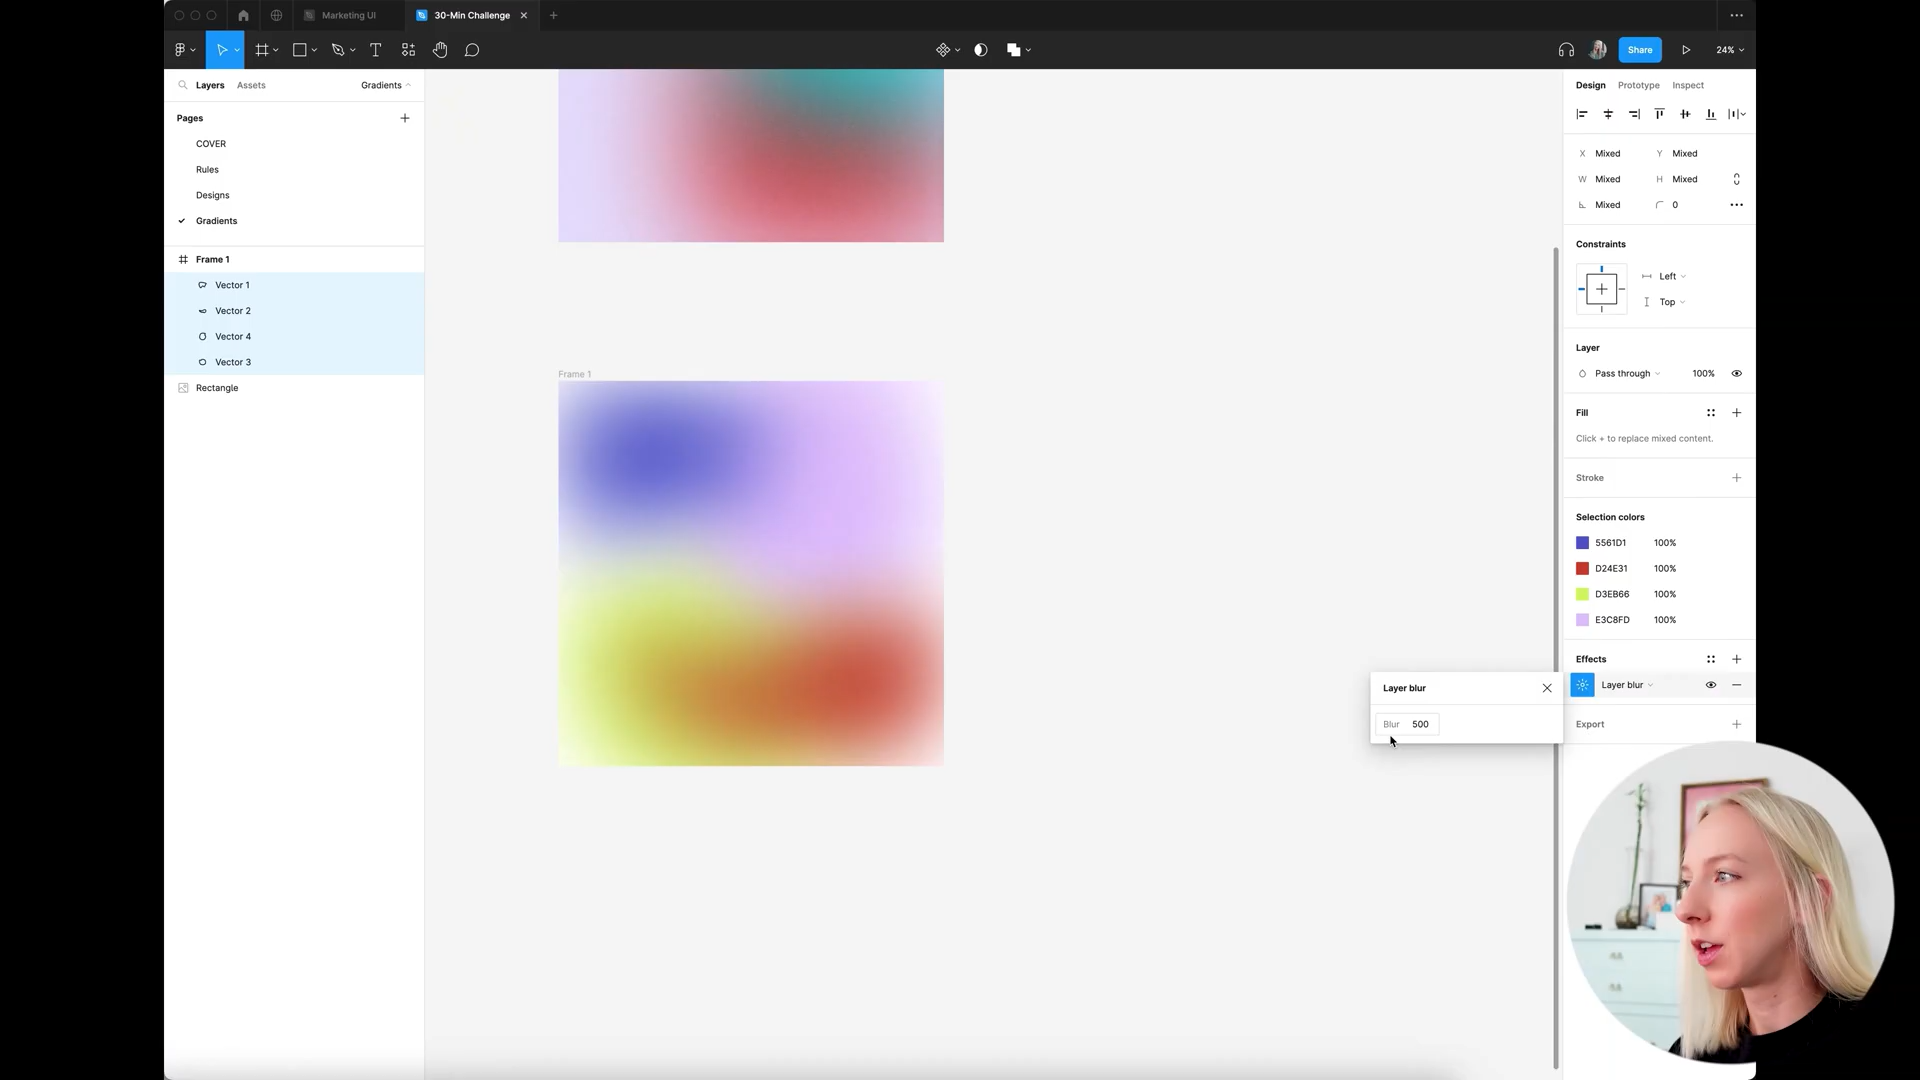 Marketing UI
30-Min Challenge
Share
24%
Layers Assets Gradients
Pages
COVER
Rules
Designs
Gradients
Frame 1
Vector 1
Vector 2
Vector 4
Vector 3
Rectangle
Frame 1
Design Prototype Inspect
X Mixed Y Mixed
W Mixed H Mixed
Mixed 0
Constraints
Left
Top
Layer
Pass through 100%
Fill
Click + to replace mixed content.
Stroke
Selection colors
5561D1 100%
D24E31 100%
D3EB66 100%
E3C8FD 100%
Effects
Layer blur
Export
Layer blur
Blur 500